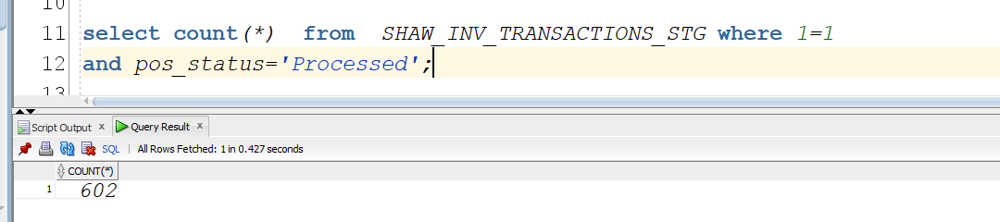 10
11 select count(*) from SHAW_INV_TRANSACTIONS_STG where 1=1
12 and pos_status='Processed';
13
Script Output x Query Result x
SQL | All Rows Fetched: 1 in 0.427 seconds
COUNT(*)
1 602